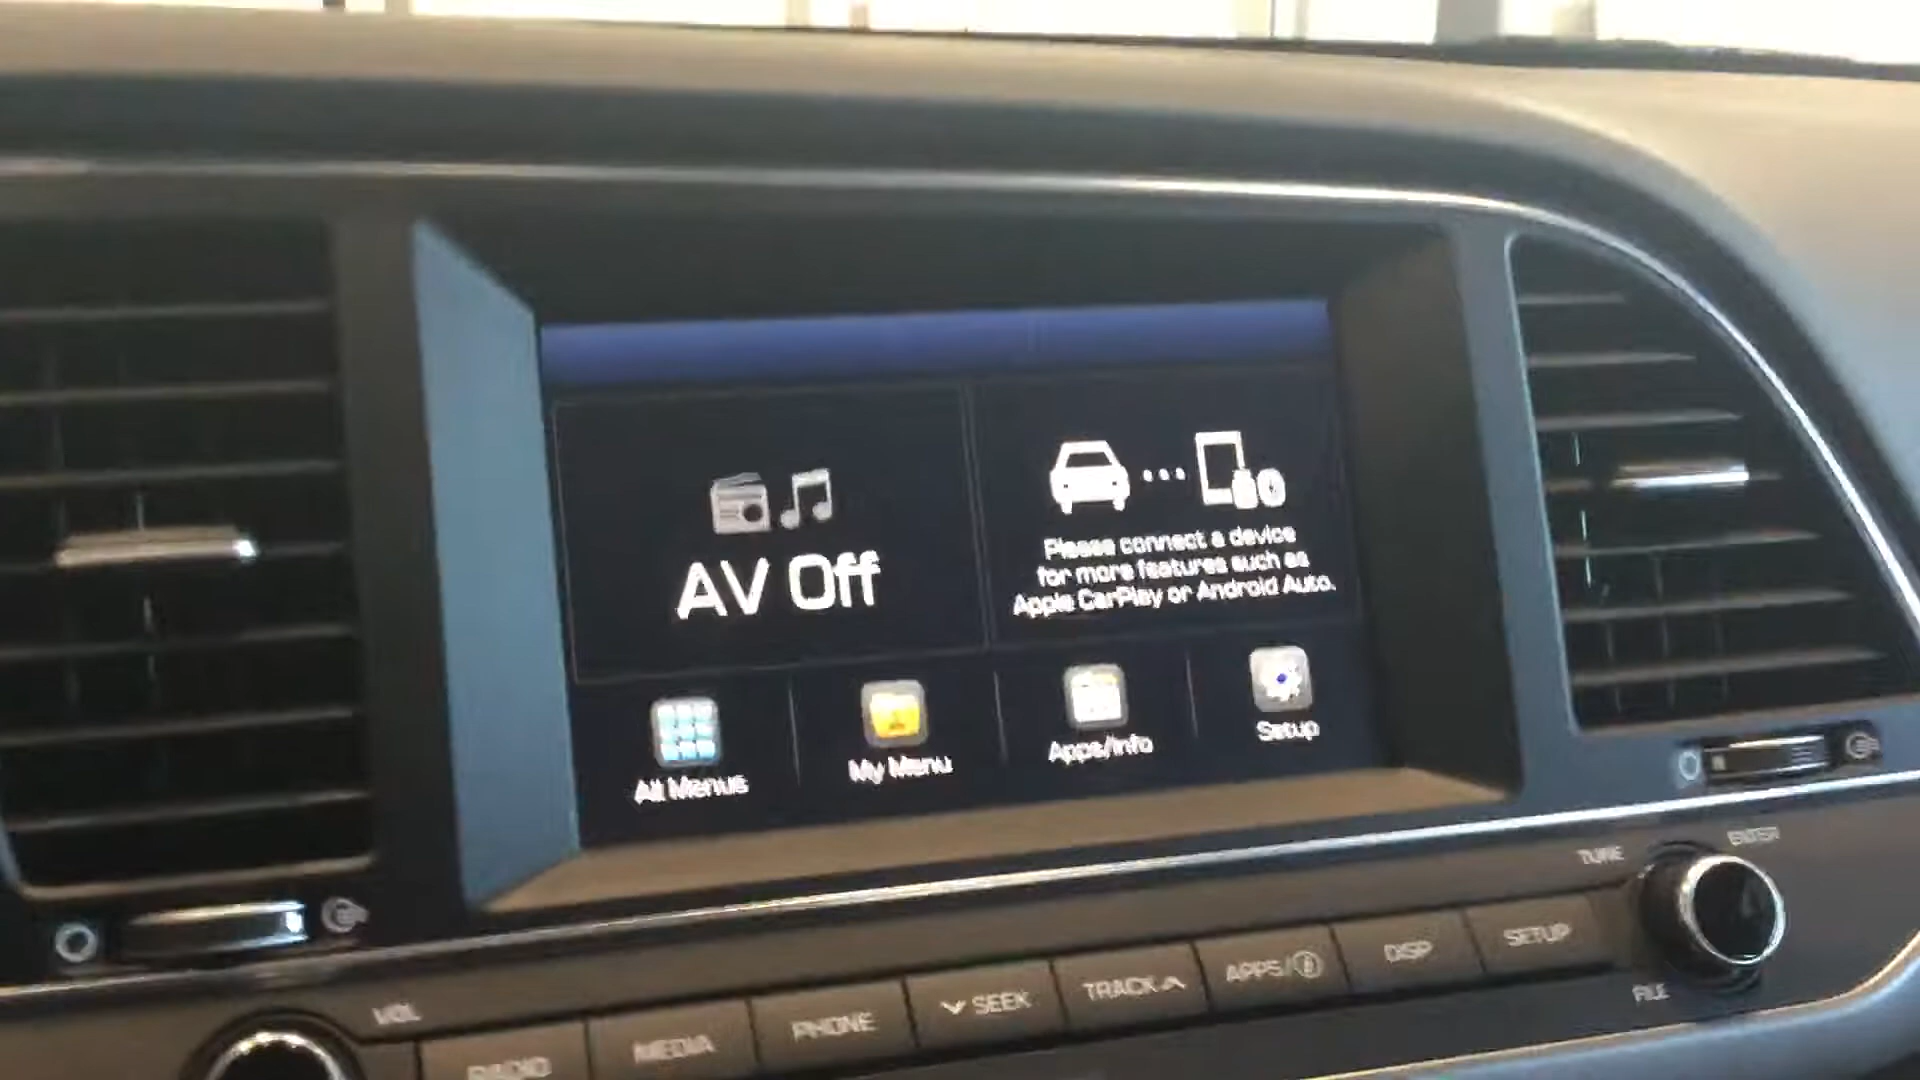 AV Off
Please connect a device
for more features such as
Apple CarPlay or Android Auto.
All Menus
My Menu
Apps/Info
Setup
TUNE
ENTER
FILE
VOL
RADIO
MEDIA
PHONE
SEEK
TRACK
APPS/
DISP
SETUP